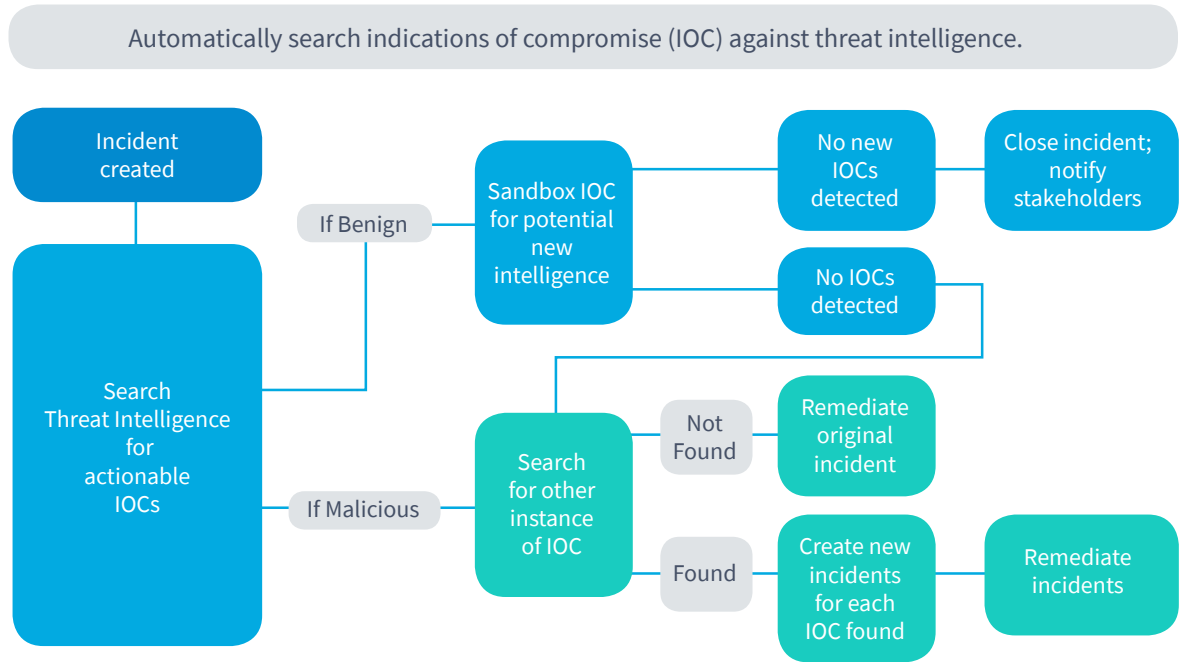 Automatically search indications of compromise (IOC) against threat intelligence.
Incident
created
Search
Threat Intelligence
for
actionable
IOCs
If Benign
If Malicious
Sandbox IOC
for potential
new
intelligence
No new
IOCs
detected
Close incident;
notify
stakeholders
No IOCs
detected
Search
for other
instance
of IOC
Not
Found
Remediate
original
incident
Found
Create new
incidents
for each
IOC found
Remediate
incidents